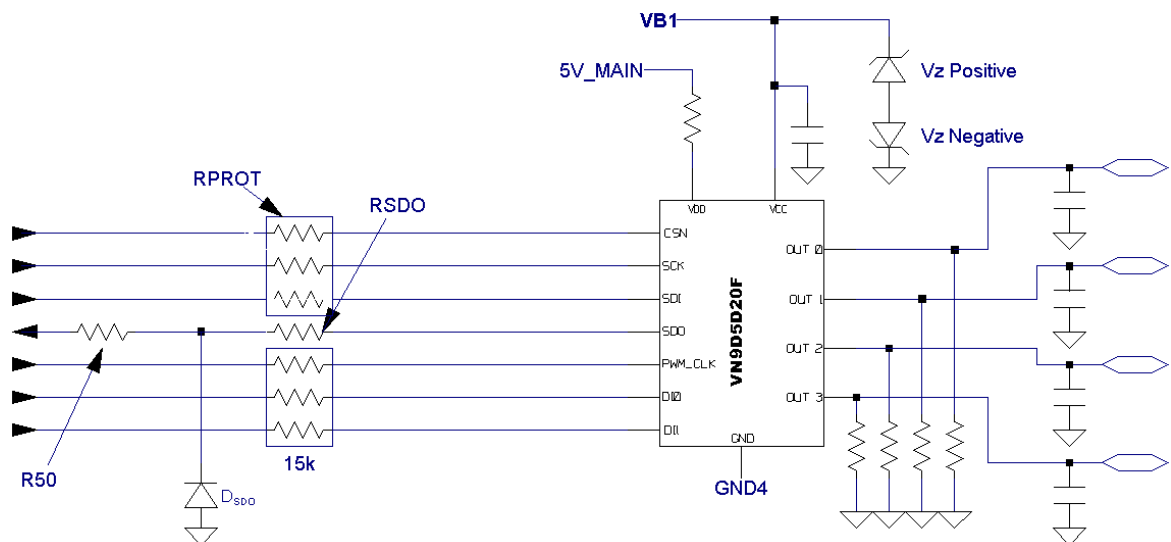 VB1
5V_MAIN
Vz Positive
Vz Negative
RPROT
RSDO
VDD
VCC
CSN
SCK
SDI
SDO
PWM_CLK
DI0
DI1
VN9D5D20F
OUT 0
OUT 1
OUT 2
OUT 3
GND
GND4
15k
R50
DSDO